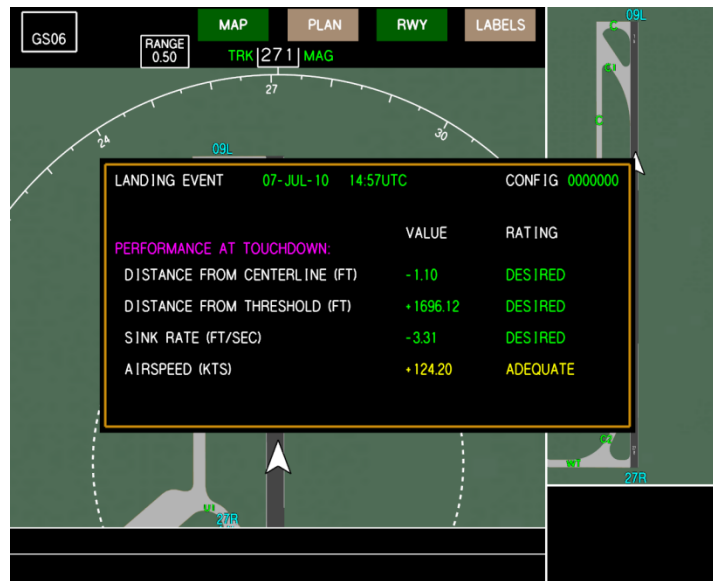 GS06
RANGE
0.50
MAP
PLAN
RWY
LABELS
TRK 271 MAG
27
24
30
09L
LANDING EVENT 07-JUL-10 14:57UTC CONFIG 0000000
VALUE RATING
PERFORMANCE AT TOUCHDOWN:
DISTANCE FROM CENTERLINE (FT) -1.10 DESIRED
DISTANCE FROM THRESHOLD (FT) +1696.12 DESIRED
SINK RATE (FT/SEC) -3.31 DESIRED
AIRSPEED (KTS) +124.20 ADEQUATE
27R
09L
C
C
27R